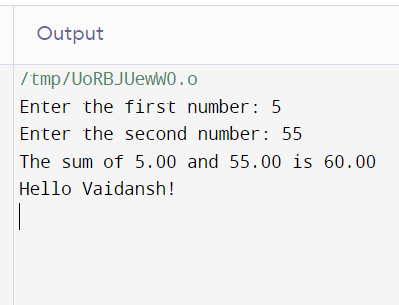 Output
/tmp/UoRBJUewWO.o
Enter the first number: 5
Enter the second number: 55
The sum of 5.00 and 55.00 is 60.00
Hello Vaidansh!